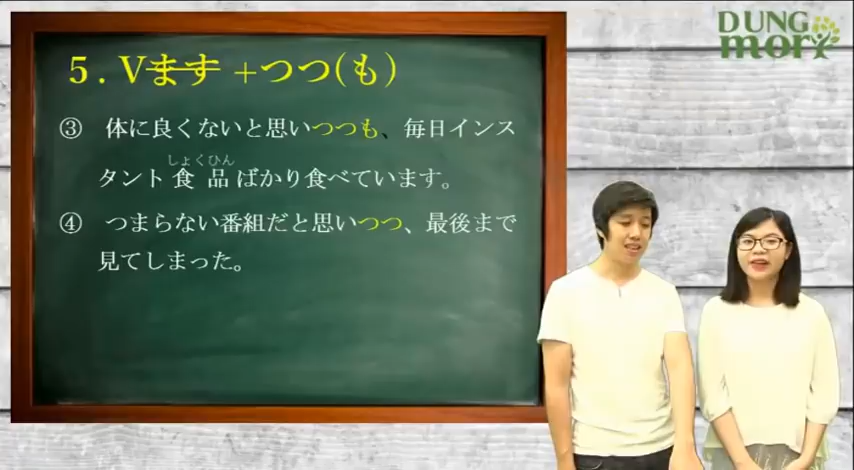 DUNG
mori
5. Vます +つつ(も)
③ 体に良くないと思いつつも、毎日インス
しょくひん
タント食品ばかり食べています。
④ つまらない番組だと思いつつ、最後まで
見てしまった。